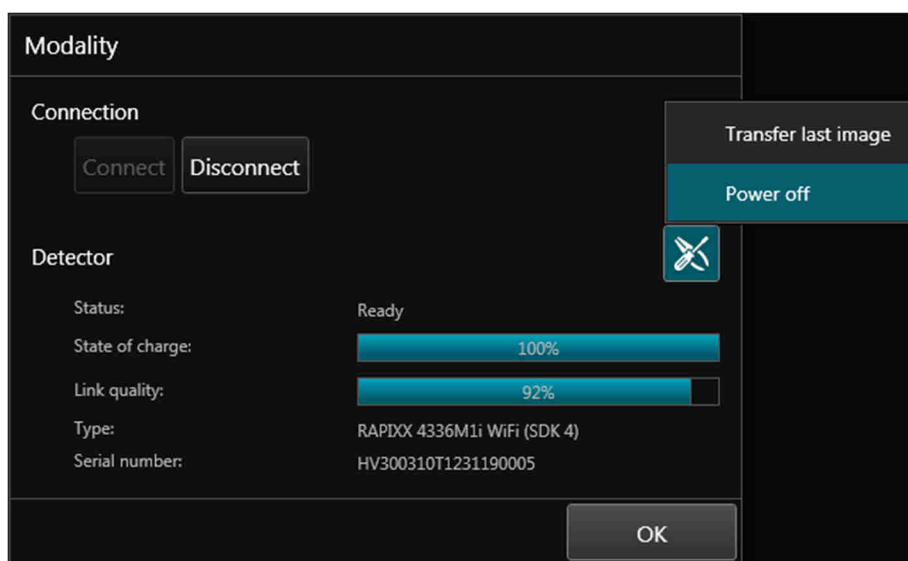 Modality
Connection
Connect Disconnect
Transfer last image
Power off
Detector
Status: Ready
State of charge: 100%
Link quality: 92%
Type: RAPIXX 4336M1i WiFi (SDK 4)
Serial number: HV300310T1231190005
OK